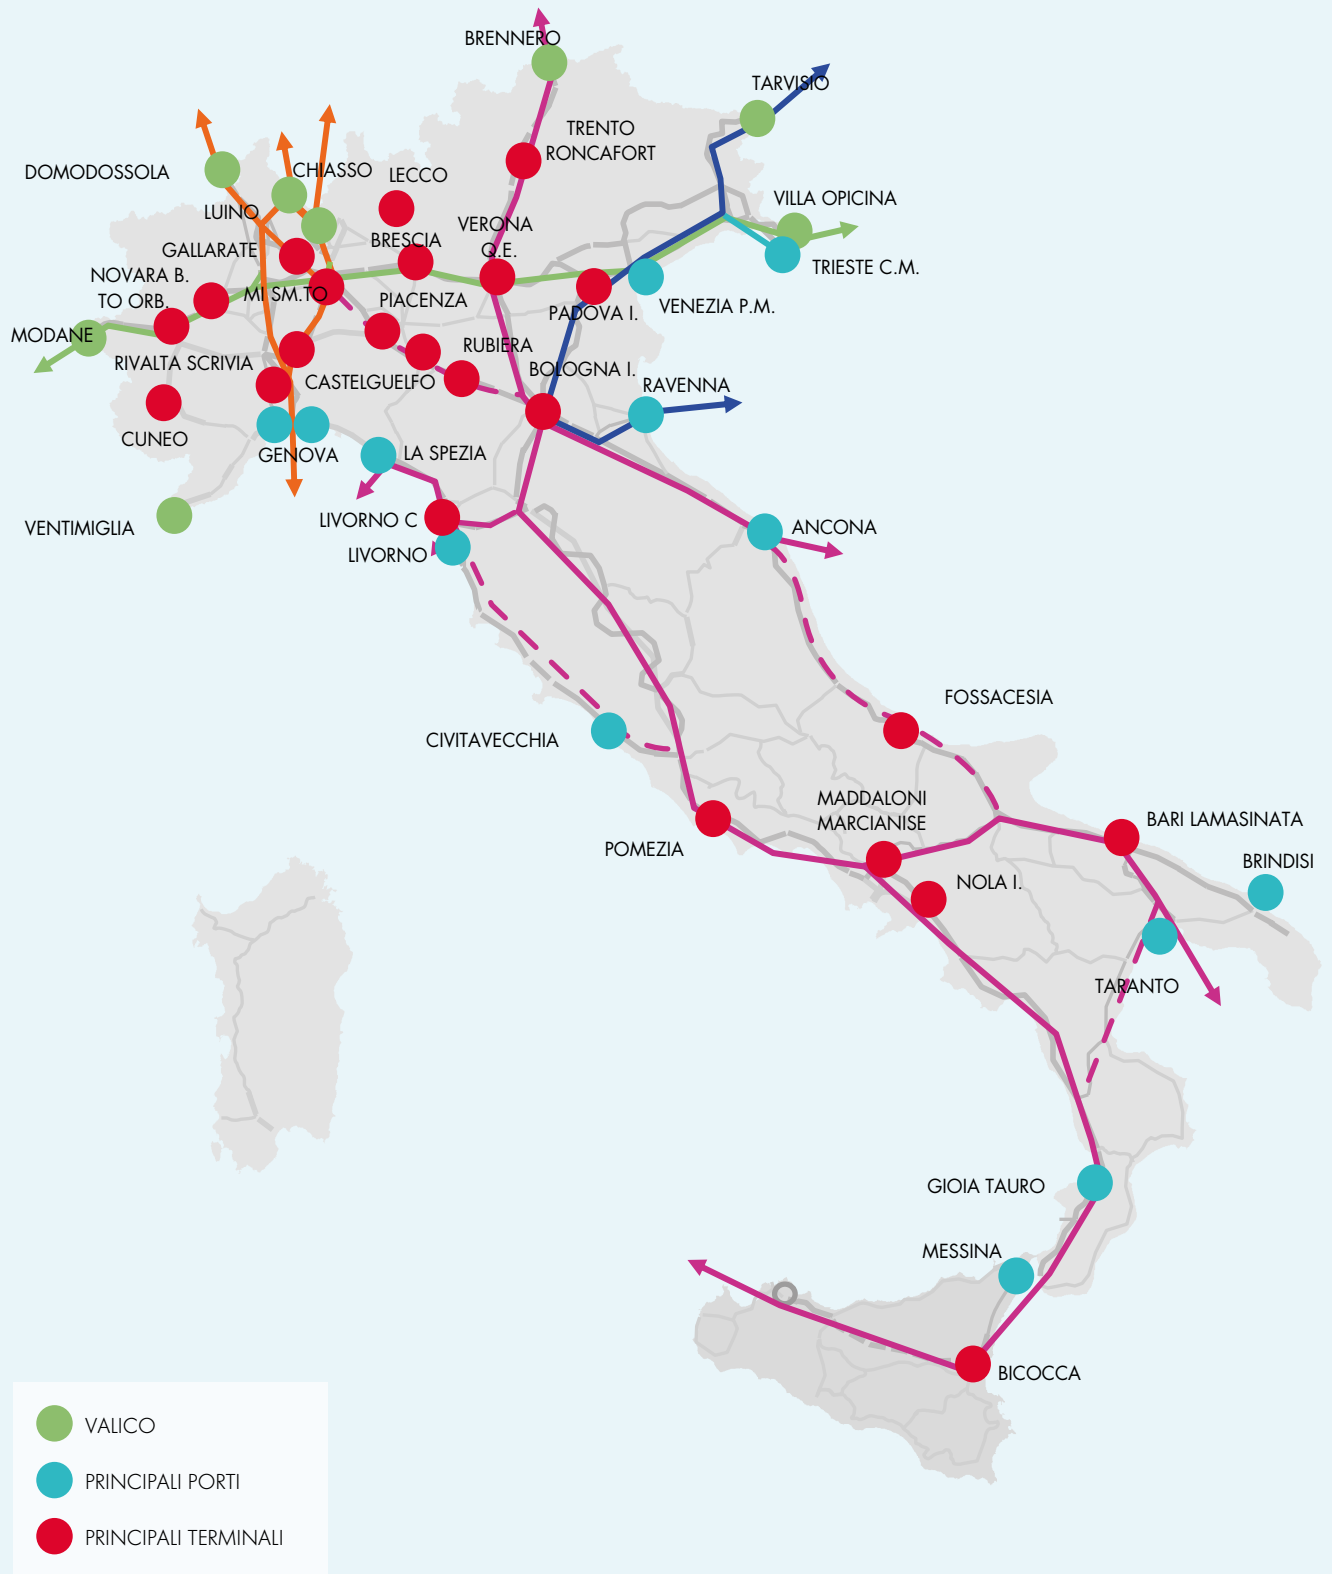 BRENNERO
TARVISIO
TRENTO
RONCAFORT
DOMODOSSOLA
CHIASSO
LECCO
LUINO
VERONA
Q.E.
VILLA OPICINA
GALLARATE
BRESCIA
TRIESTE C.M.
NOVARA B.
TO ORB.
MI SM.TO
PIACENZA
PADOVA I.
VENEZIA P.M.
MODANE
RIVALTA SCRIVIA
RUBIERA
CASTELGUELFO
BOLOGNA I.
RAVENNA
CUNEO
GENOVA
LA SPEZIA
VENTIMIGLIA
LIVORNO C
LIVORNO
ANCONA
CIVITAVECCHIA
FOSSACESIA
MADDALONI
MARCIANISE
POMEZIA
BARI LAMASINATA
BRINDISI
NOLA I.
TARANTO
GIOIA TAURO
MESSINA
BICOCCA
VALICO
PRINCIPALI PORTI
PRINCIPALI TERMINALI